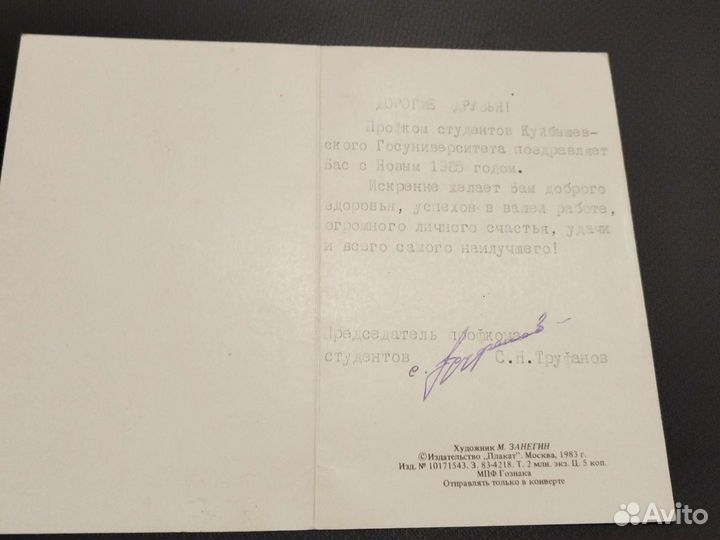 ДОРОГИЕ ДРУЗЬЯ!
Профком студентов Куйбышев-
ского Госуниверситета поздравляет
Вас с Новым 1985 годом.
Искренне желает Вам доброго
здоровья, успехов в вашей работе,
огромного личного счастья, удачи
и всего самого наилучшего!
Председатель профкома
студентов С.Н.Труфанов
Художник М. ЗАНЕГИН
©Издательство „Плакат". Москва, 1983 г.
Изд. № 10171543. З. 83-4218. Т. 2 млн. экз. Ц. 5 коп.
МПФ Гознака
Отправлять только в конверте
Avito